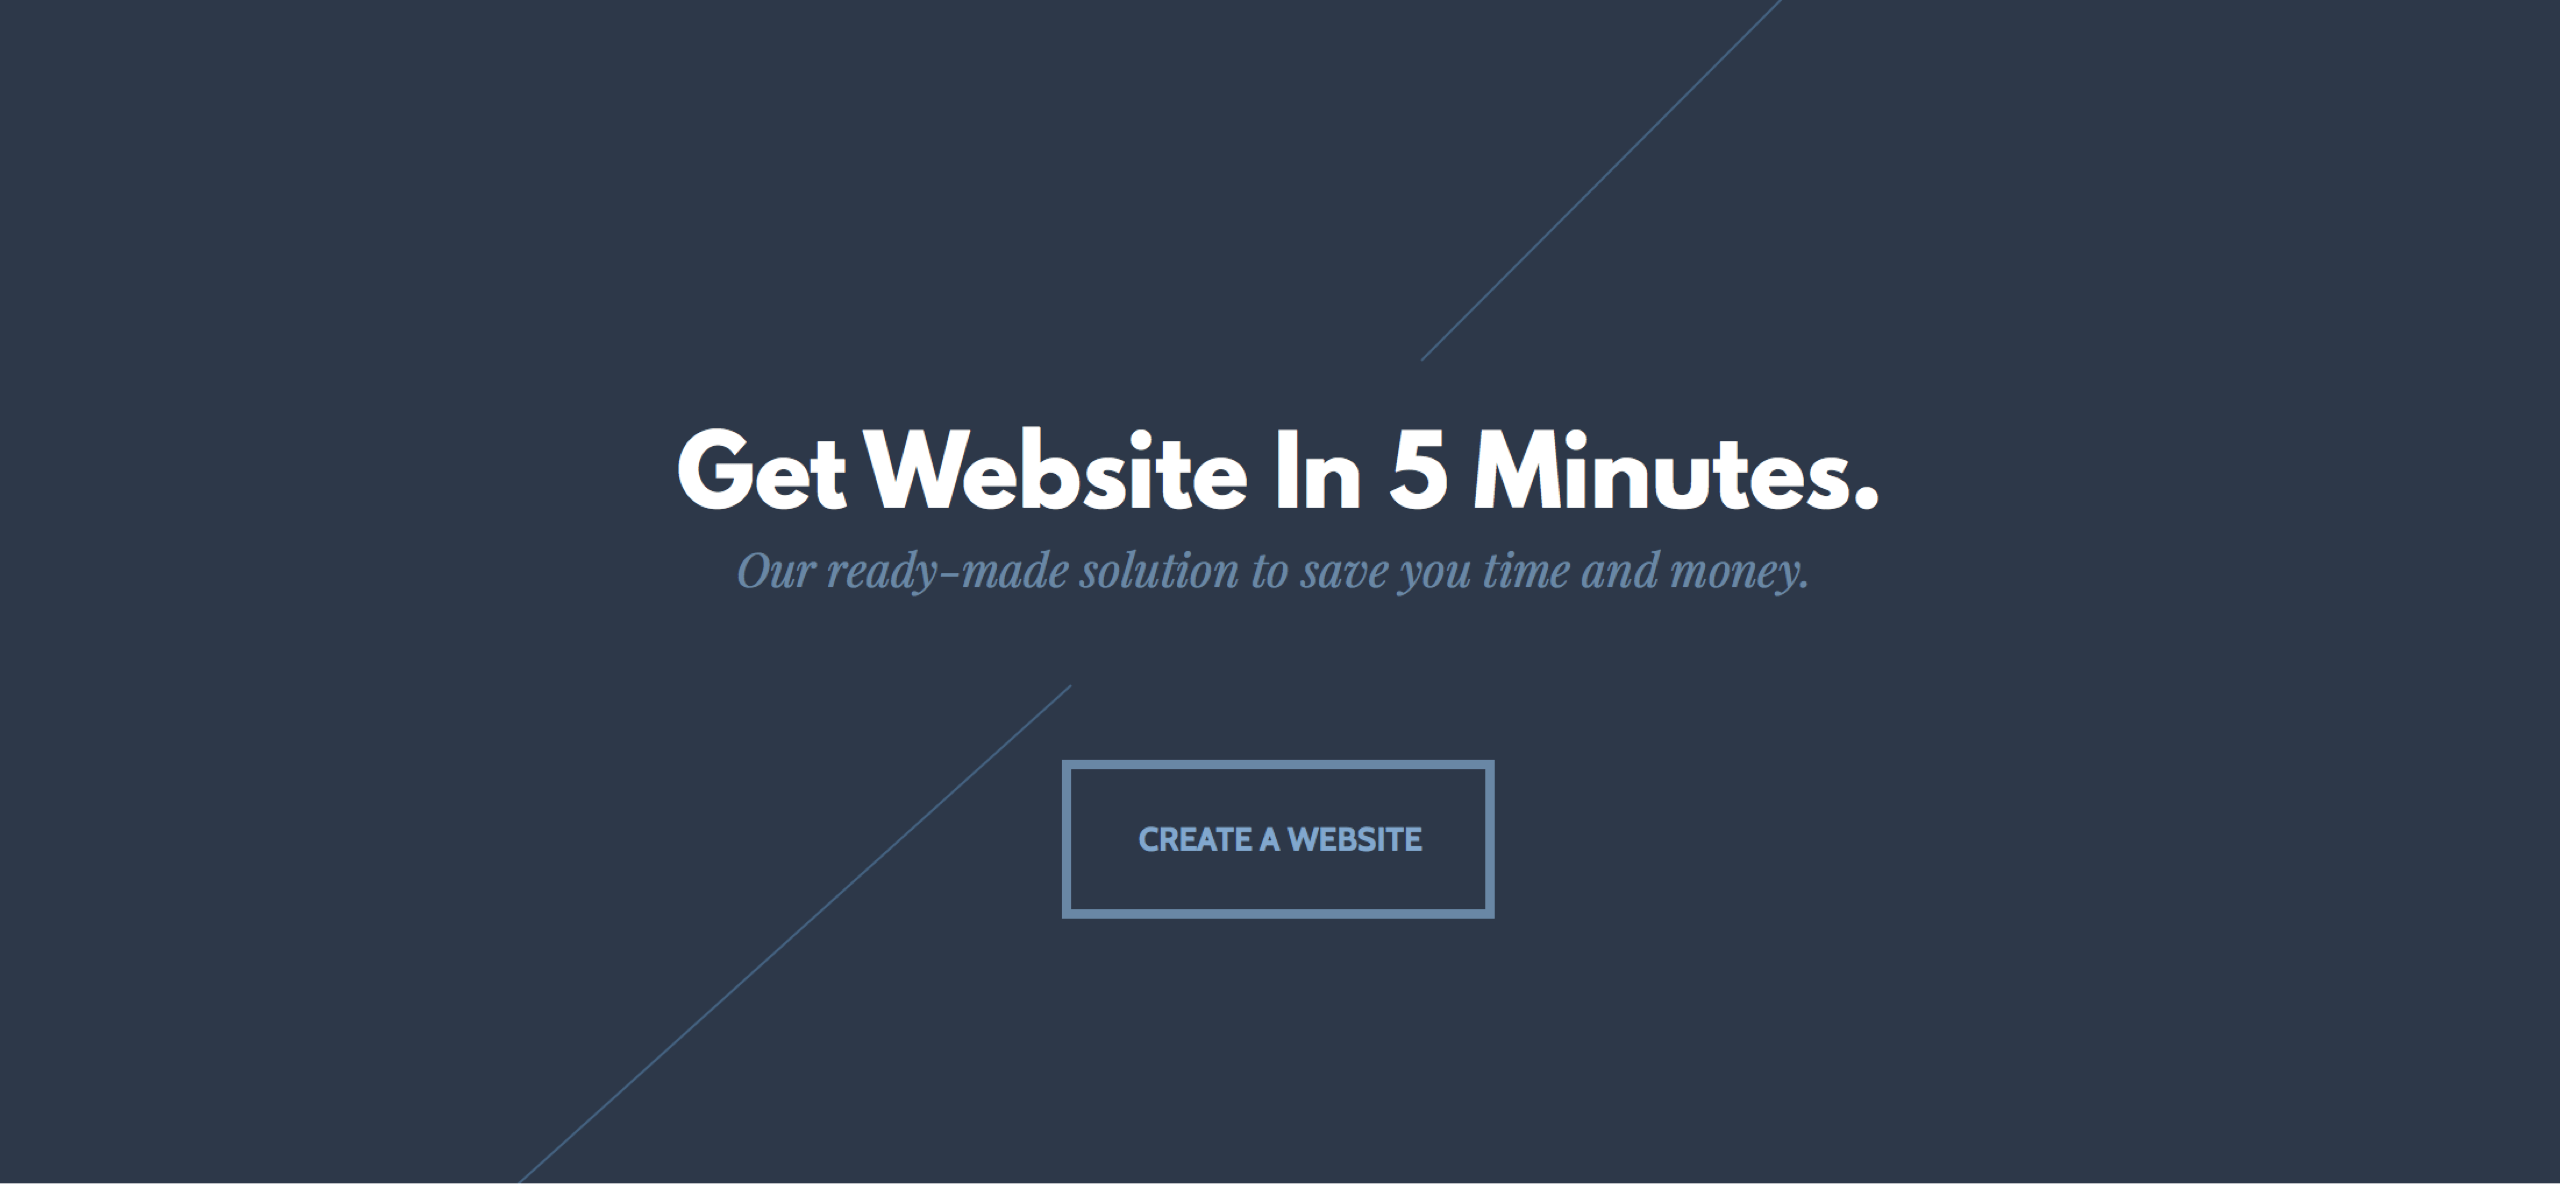 Get Website In 5 Minutes.
Our ready-made solution to save you time and money.
CREATE A WEBSITE